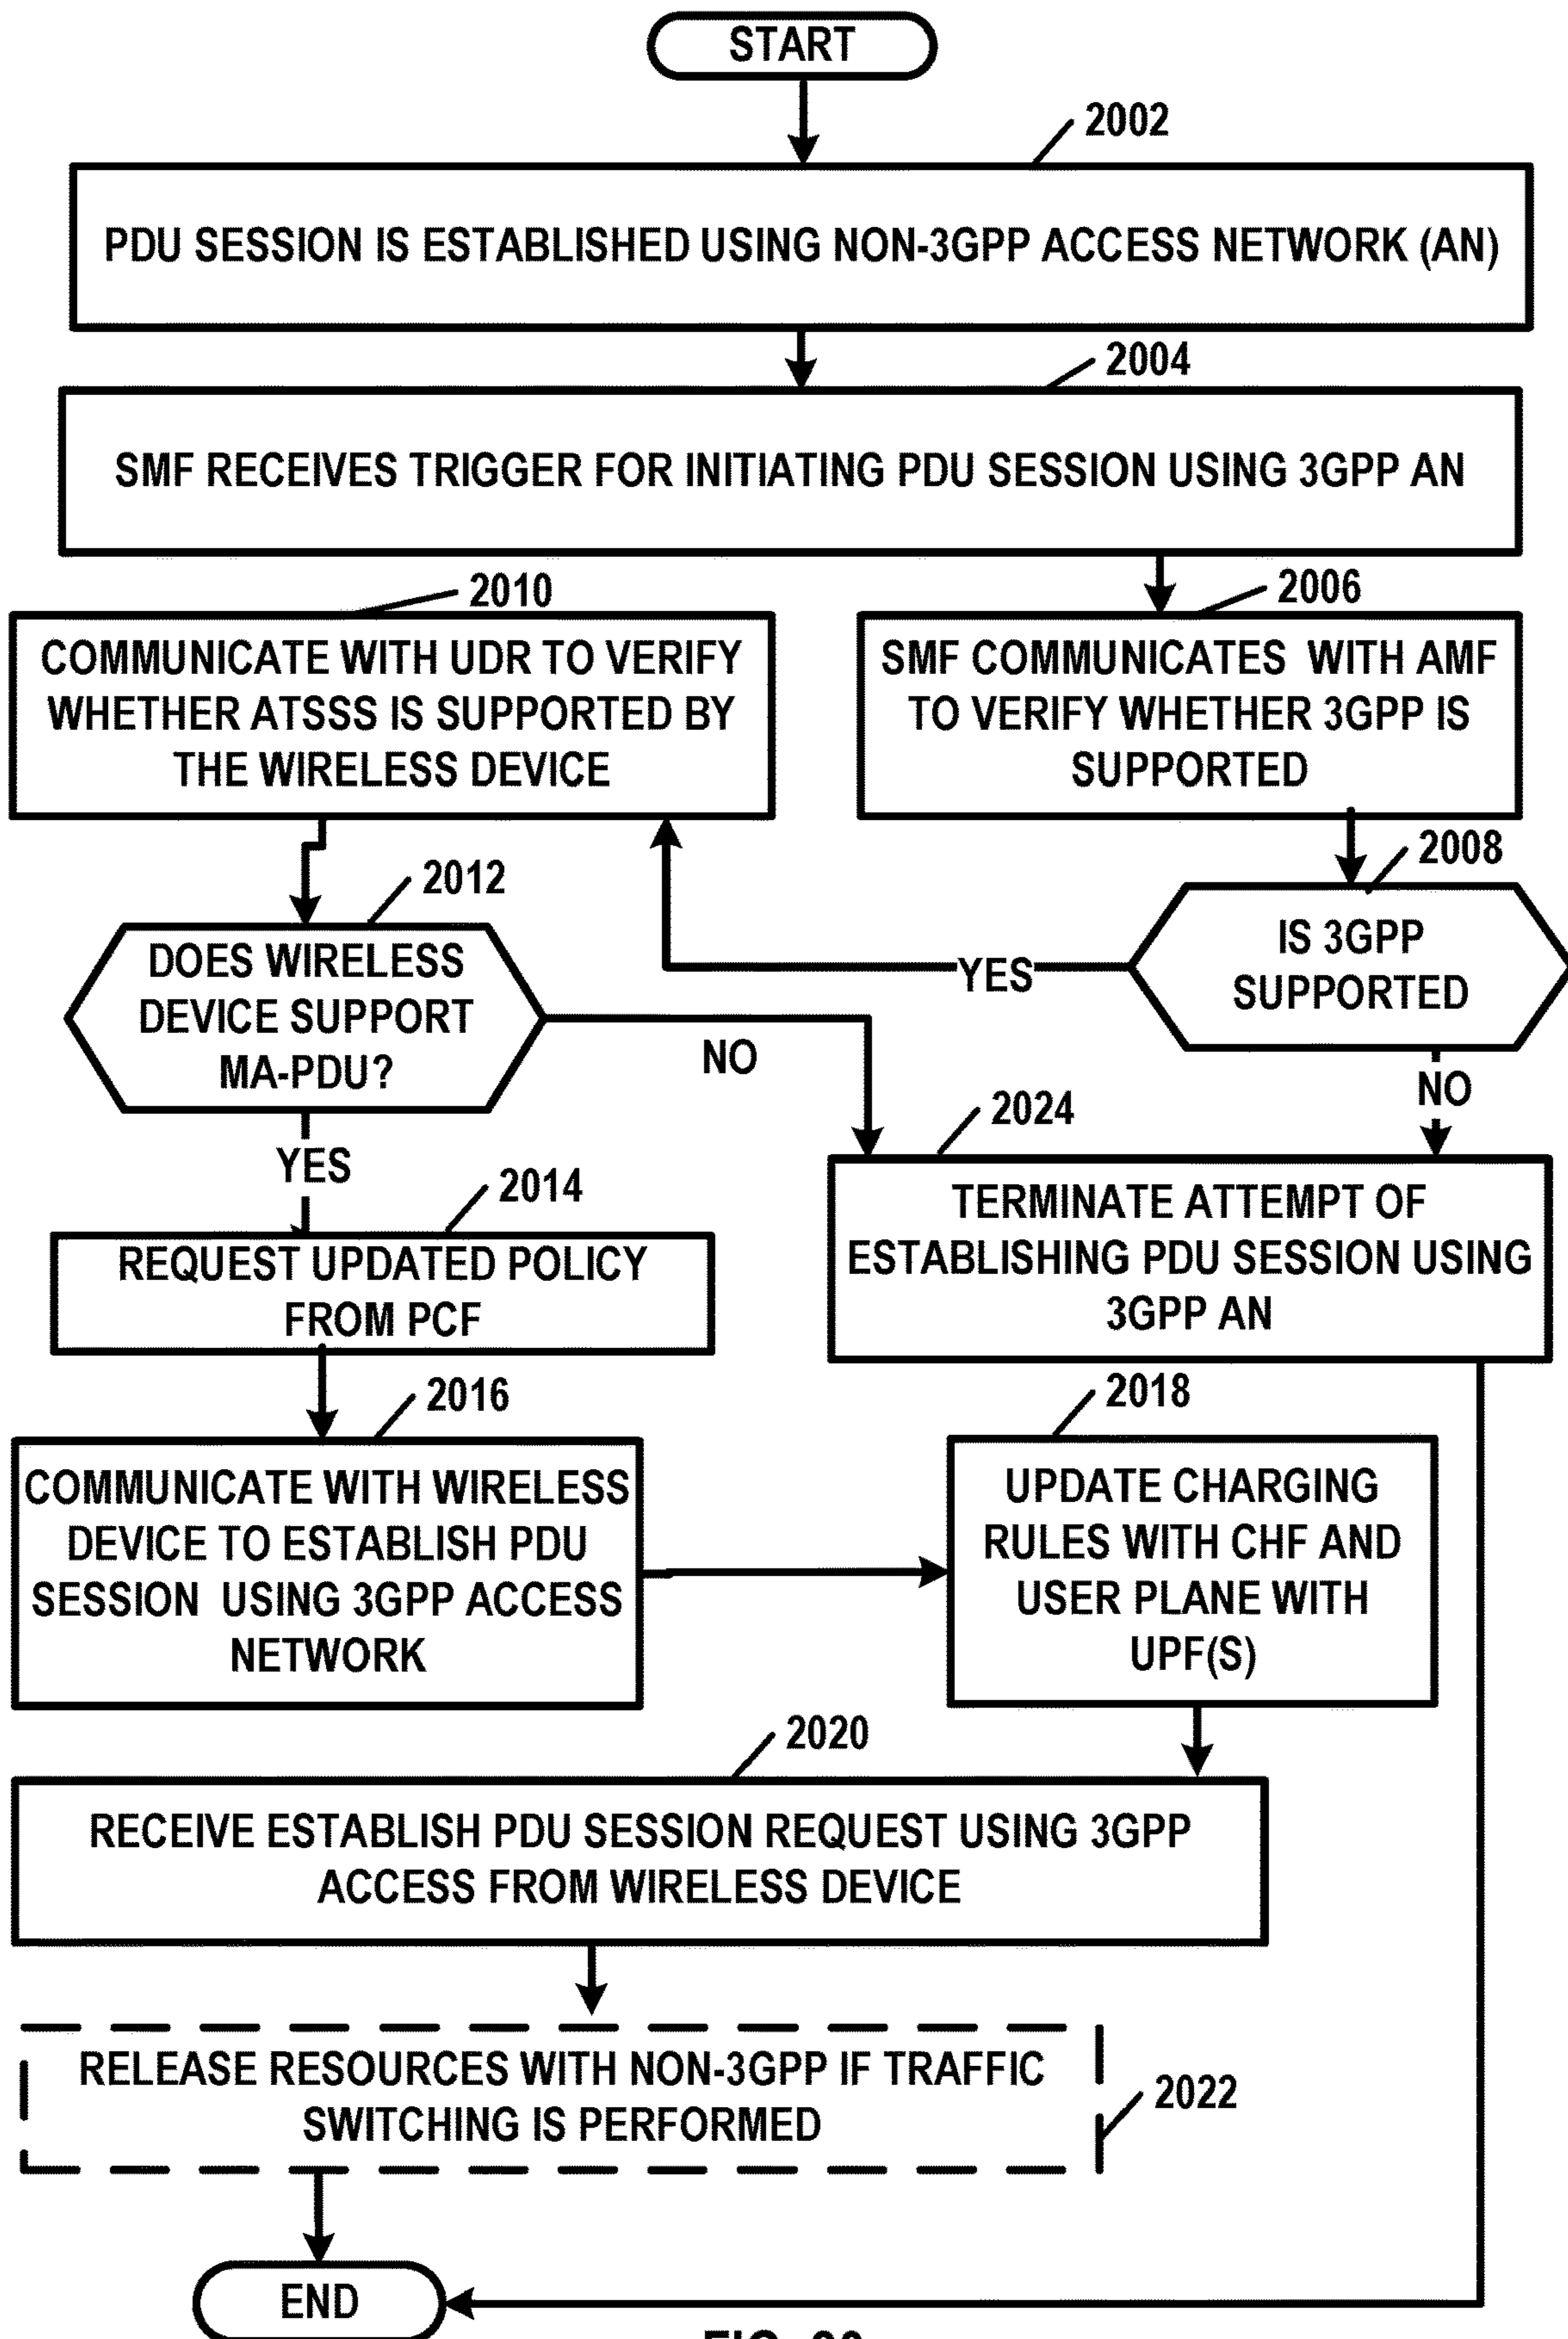 START
2002
PDU SESSION IS ESTABLISHED USING NON-3GPP ACCESS NETWORK (AN)
2004
SMF RECEIVES TRIGGER FOR INITIATING PDU SESSION USING 3GPP AN
2006
SMF COMMUNICATES WITH AMF
TO VERIFY WHETHER 3GPP IS
SUPPORTED
2008
IS 3GPP
SUPPORTED
YES
NO
2010
COMMUNICATE WITH UDR TO VERIFY
WHETHER ATSSS IS SUPPORTED BY
THE WIRELESS DEVICE
2012
DOES WIRELESS
DEVICE SUPPORT
MA-PDU?
NO
YES
2024
TERMINATE ATTEMPT OF
ESTABLISHING PDU SESSION USING
3GPP AN
2014
REQUEST UPDATED POLICY
FROM PCF
2016
COMMUNICATE WITH WIRELESS
DEVICE TO ESTABLISH PDU
SESSION USING 3GPP ACCESS
NETWORK
2018
UPDATE CHARGING
RULES WITH CHF AND
USER PLANE WITH
UPF(S)
2020
RECEIVE ESTABLISH PDU SESSION REQUEST USING 3GPP
ACCESS FROM WIRELESS DEVICE
RELEASE RESOURCES WITH NON-3GPP IF TRAFFIC
SWITCHING IS PERFORMED
2022
END